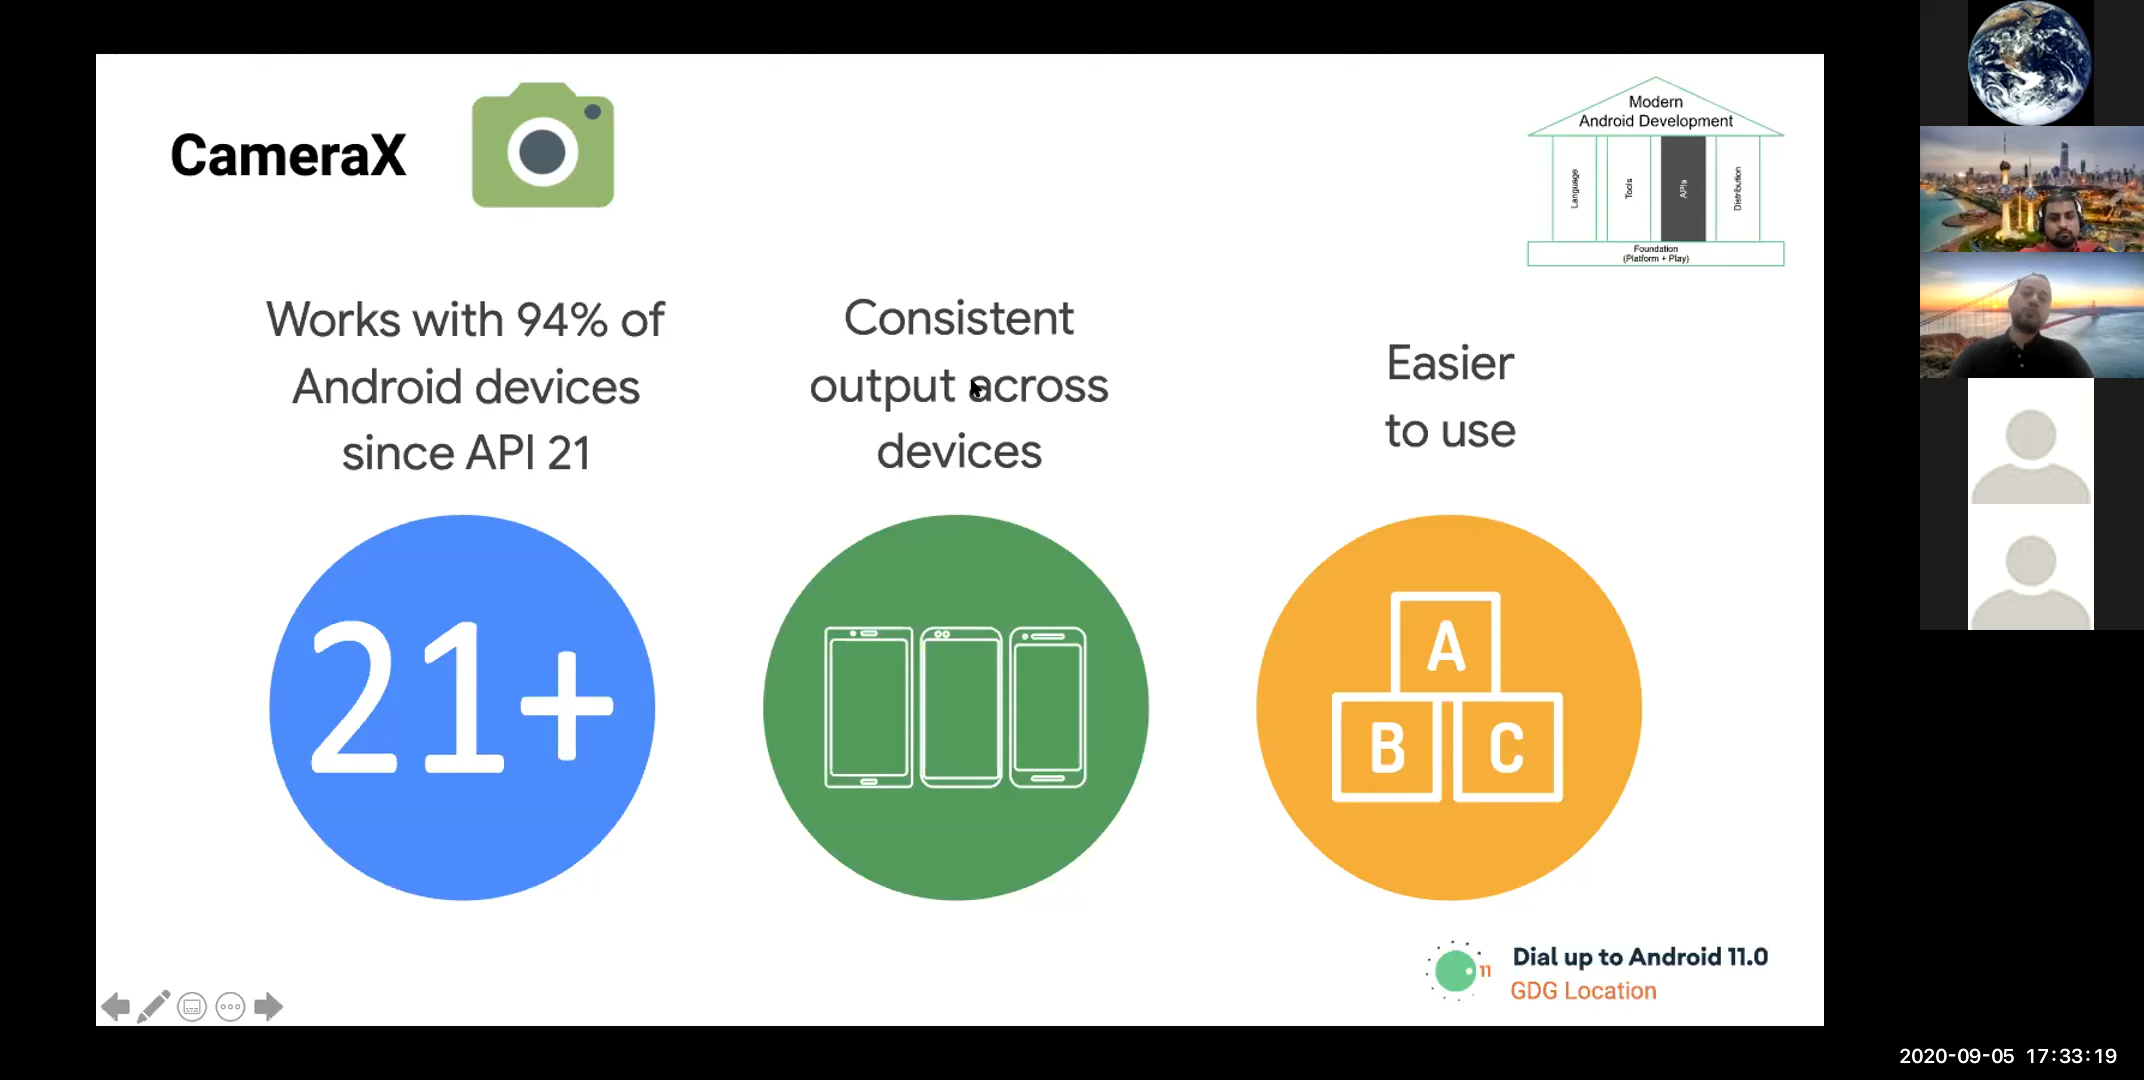 CameraX
Modern
Android Development
Language
Tools
APIs
Distribution
Foundation
(Platform + Play)
Works with 94% of
Android devices
since API 21
Consistent
output across
devices
Easier
to use
21+
A
B C
11
Dial up to Android 11.0
GDG Location
2020-09-05 17:33:19